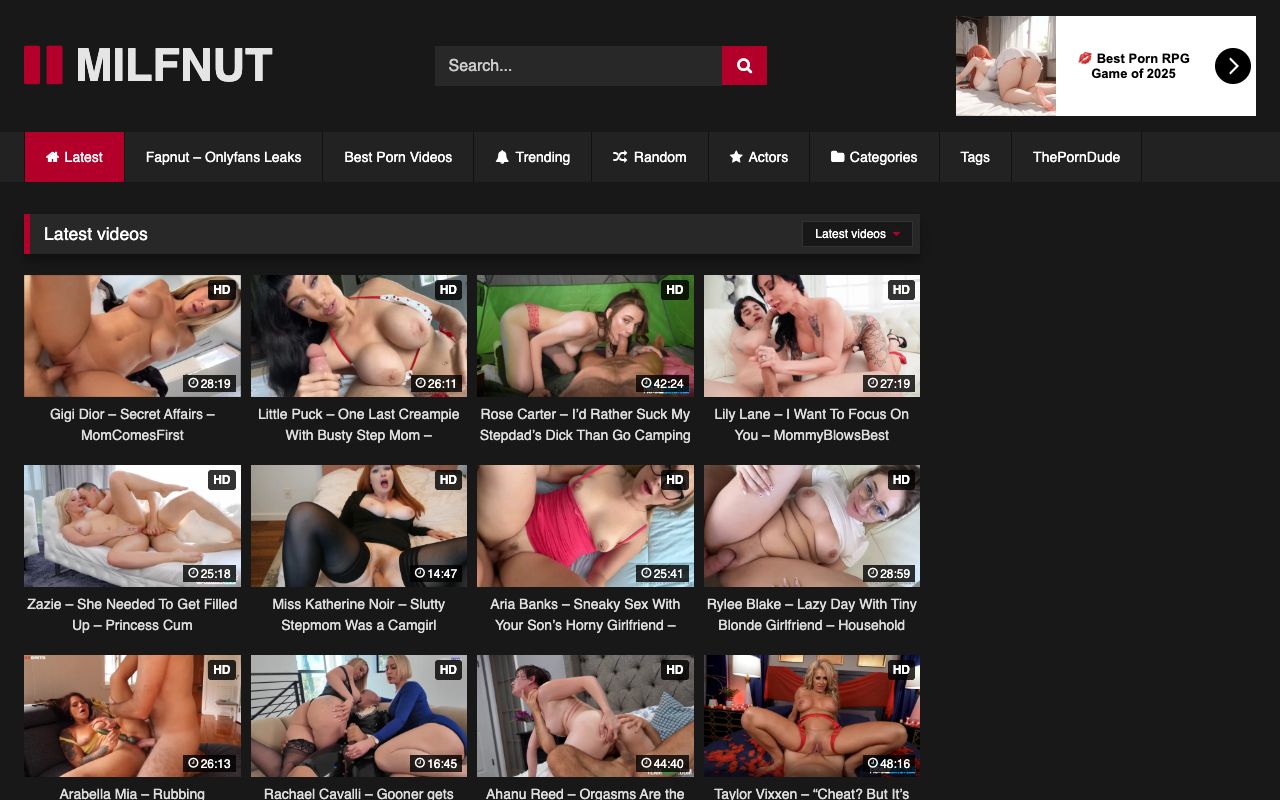 MILFNUT
Search...
💋 Best Porn RPG
Game of 2025
Latest
Fapnut – Onlyfans Leaks
Best Porn Videos
Trending
Random
Actors
Categories
Tags
ThePornDude
Latest videos
Latest videos
HD
HD
HD
HD
28:19
26:11
42:24
27:19
Gigi Dior – Secret Affairs –
MomComesFirst
Little Puck – One Last Creampie
With Busty Step Mom –
Rose Carter – I’d Rather Suck My
Stepdad’s Dick Than Go Camping
Lily Lane – I Want To Focus On
You – MommyBlowsBest
HD
HD
HD
HD
25:18
14:47
25:41
28:59
Zazie – She Needed To Get Filled
Up – Princess Cum
Miss Katherine Noir – Slutty
Stepmom Was a Camgirl
Aria Banks – Sneaky Sex With
Your Son’s Horny Girlfriend –
Rylee Blake – Lazy Day With Tiny
Blonde Girlfriend – Household
HD
HD
HD
HD
26:13
16:45
44:40
48:16
Arabella Mia – Rubbing
Rachael Cavalli – Gooner gets
Ahanu Reed – Orgasms Are the
Taylor Vixxen – “Cheat? But It’s